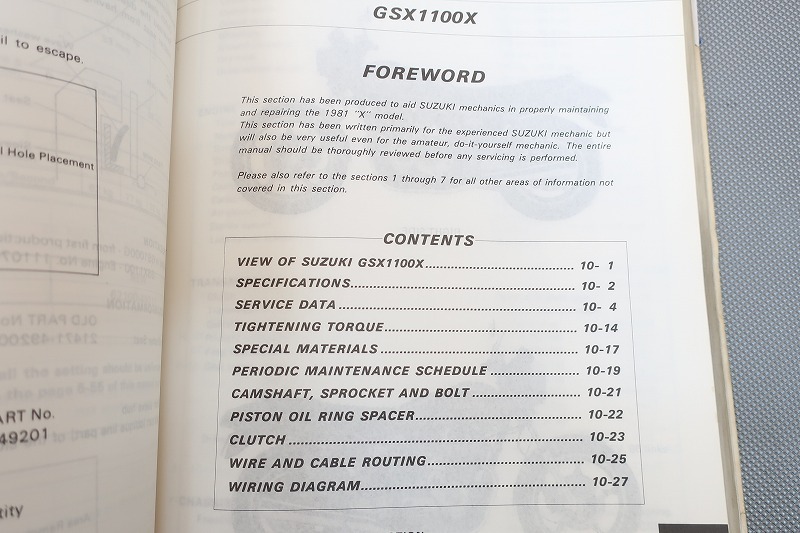 il to escape.
Hole Placement
ART No.
49201
tity
GSX1100X
FOREWORD
This section has been produced to aid SUZUKI mechanics in properly maintaining
and repairing the 1981 "X" model.
This section has been written primarily for the experienced SUZUKI mechanic but
will also be very useful even for the amateur, do-it-yourself mechanic. The entire
manual should be thoroughly reviewed before any servicing is performed.
Please also refer to the sections 1 through 7 for all other areas of information not
covered in this section.
CONTENTS
VIEW OF SUZUKI GSX1100X 10- 1
SPECIFICATIONS 10- 2
SERVICE DATA 10- 4
TIGHTENING TORQUE 10-14
SPECIAL MATERIALS 10-17
PERIODIC MAINTENANCE SCHEDULE 10-19
CAMSHAFT, SPROCKET AND BOLT 10-21
PISTON OIL RING SPACER 10-22
CLUTCH 10-23
WIRE AND CABLE ROUTING 10-25
WIRING DIAGRAM 10-27